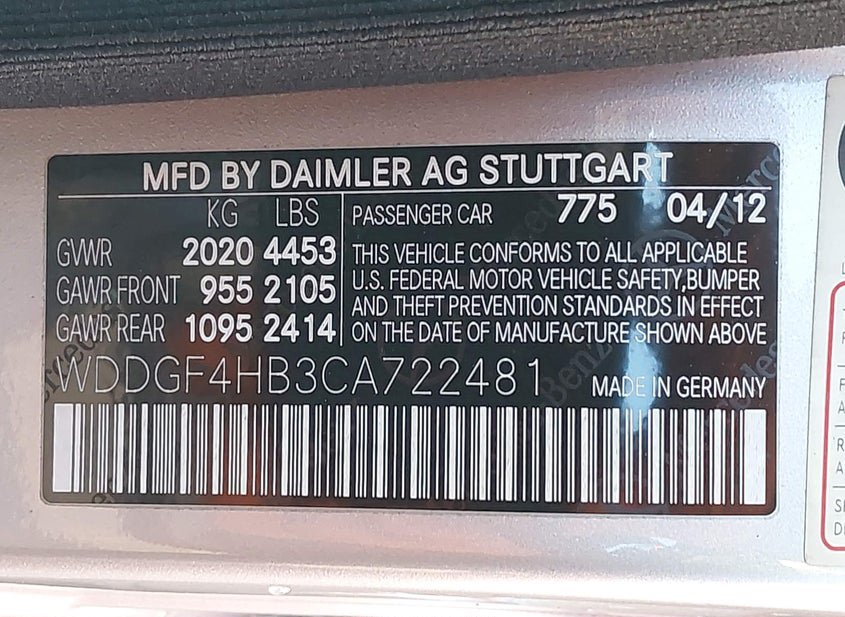 MFD BY DAIMLER AG STUTTGART
KG LBS
GVWR 2020 4453
GAWR FRONT 955 2105
GAWR REAR 1095 2414
PASSENGER CAR 775 04/12
THIS VEHICLE CONFORMS TO ALL APPLICABLE
U.S. FEDERAL MOTOR VEHICLE SAFETY,BUMPER
AND THEFT PREVENTION STANDARDS IN EFFECT
ON THE DATE OF MANUFACTURE SHOWN ABOVE
WDDGF4HB3CA722481 MADE IN GERMANY